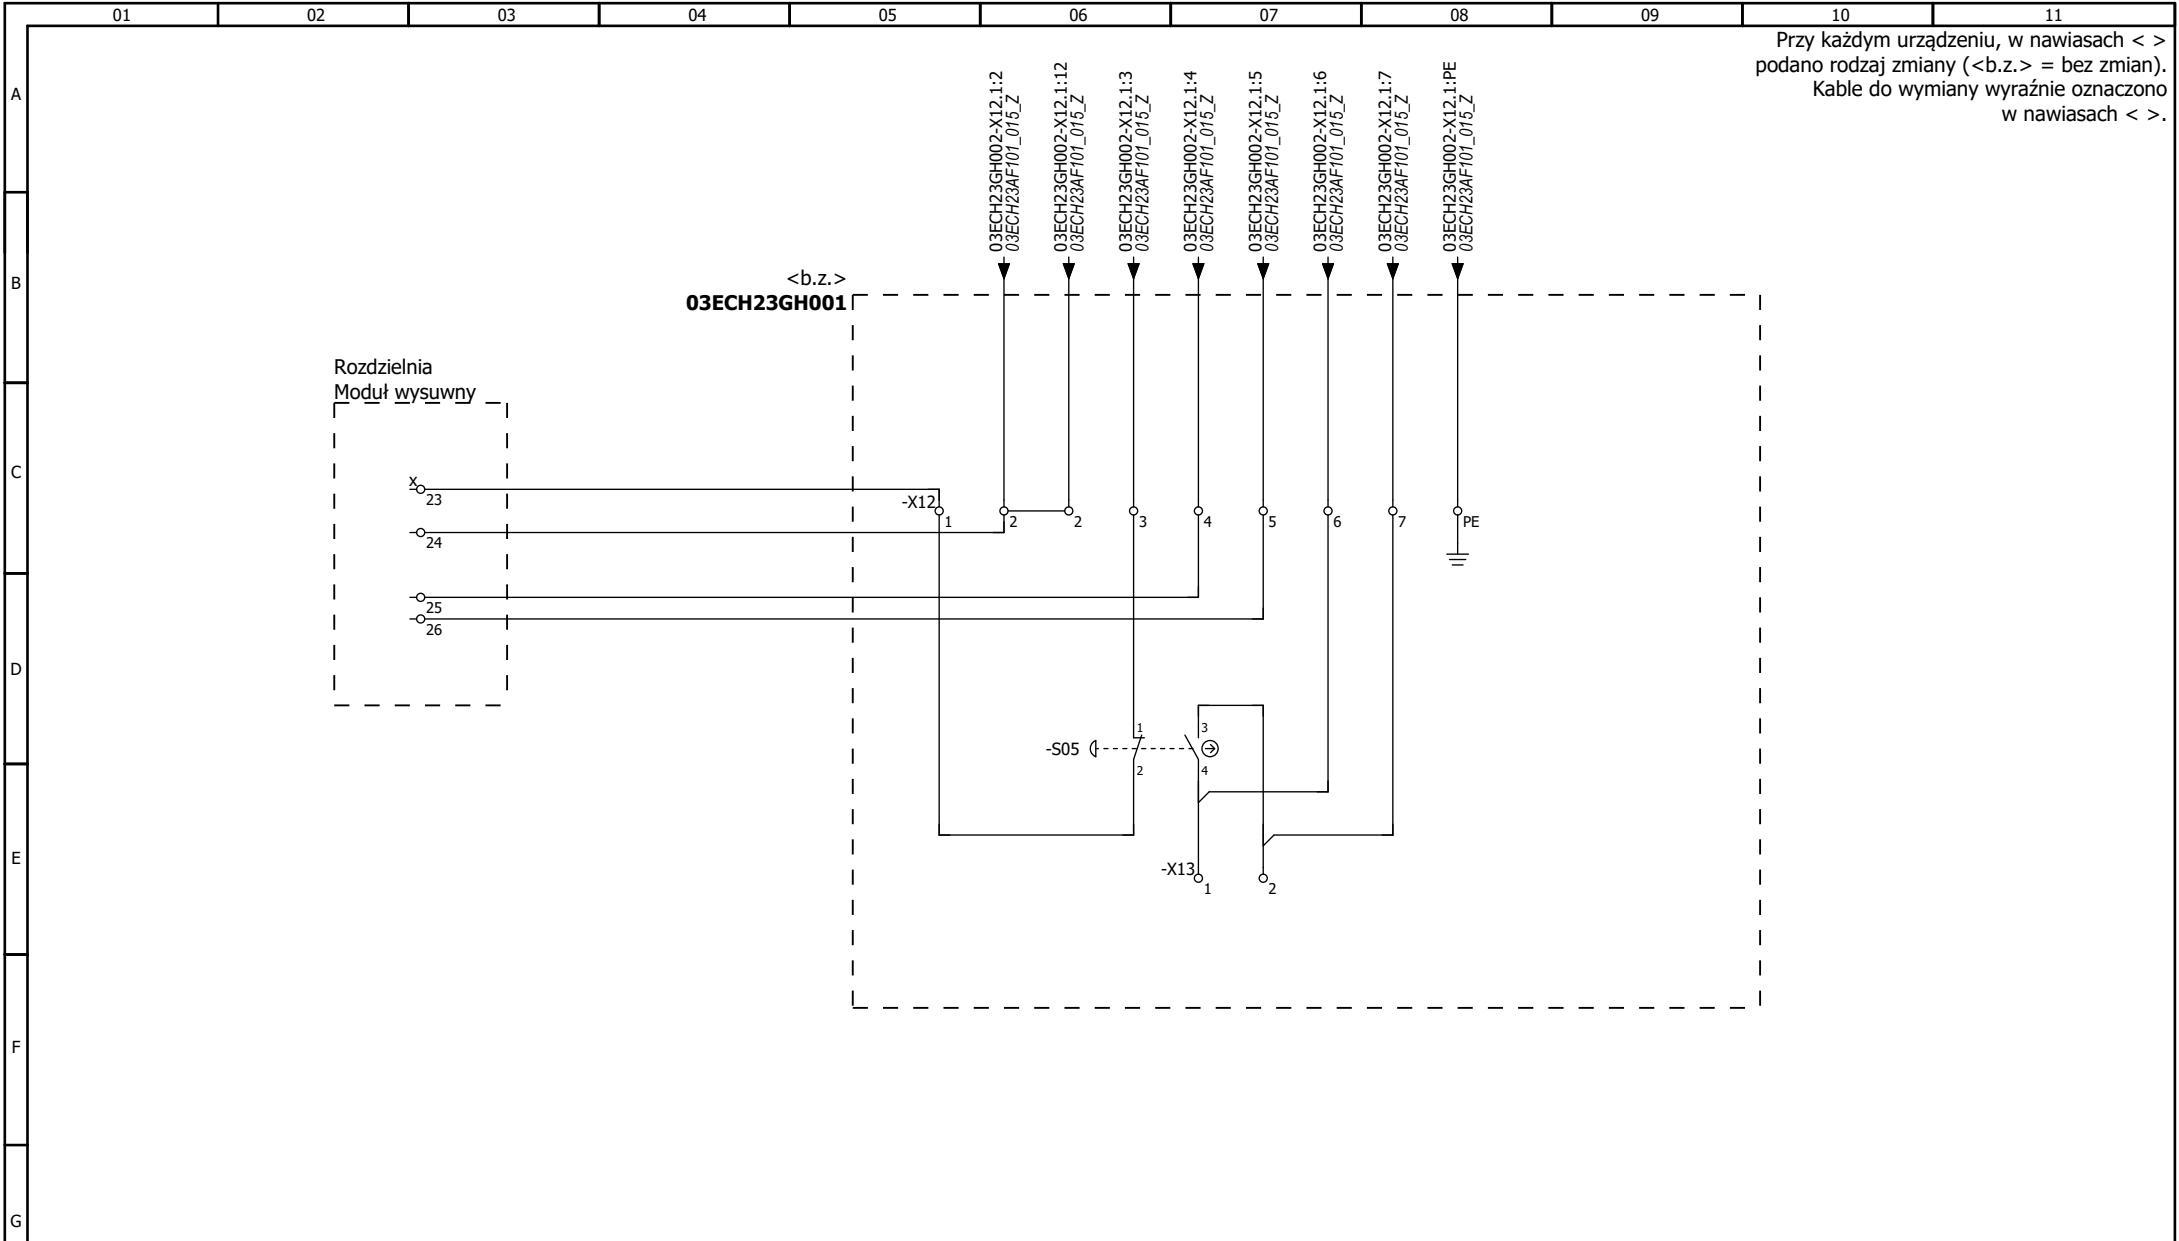 01 02 03 04 05 06 07 08 09 10 11
Przy każdym urządzeniu, w nawiasach < >
podano rodzaj zmiany (<b.z.> = bez zmian).
Kable do wymiany wyraźnie oznaczono
w nawiasach < >.
A
03ECH23GH002-X12.1:2
03ECH23AF101_015_Z
03ECH23GH002-X12.1:12
03ECH23AF101_015_Z
03ECH23GH002-X12.1:3
03ECH23AF101_015_Z
03ECH23GH002-X12.1:4
03ECH23AF101_015_Z
03ECH23GH002-X12.1:5
03ECH23AF101_015_Z
03ECH23GH002-X12.1:6
03ECH23AF101_015_Z
03ECH23GH002-X12.1:7
03ECH23AF101_015_Z
03ECH23GH002-X12.1:PE
03ECH23AF101_015_Z
B
<b.z.>
03ECH23GH001
Rozdzielnia
Moduł wysuwny
C
x
23
-X12
1 2 2 3 4 5 6 7 PE
24
25
26
D
1 3
-S05
2 4
E
-X13
1 2
F
G